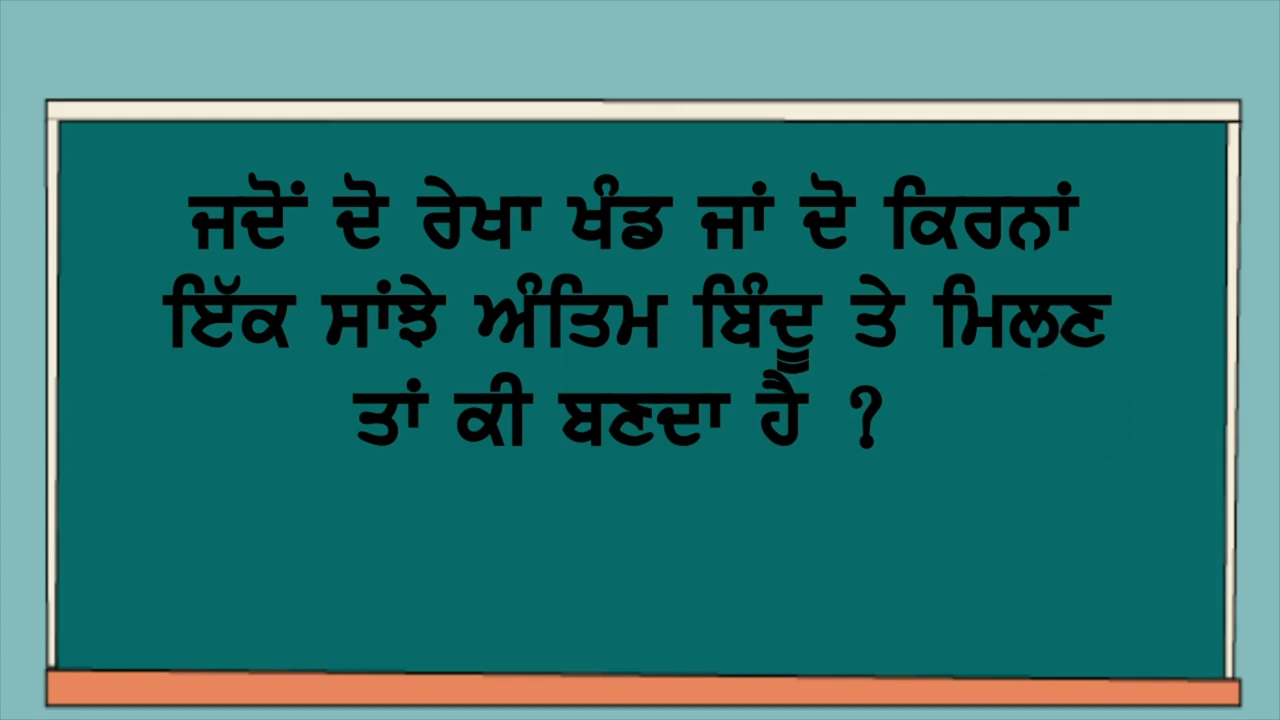 ਜਦੋਂ ਦੋ ਰੇਖਾ ਖੰਡ ਜਾਂ ਦੋ ਕਿਰਨਾਂ
ਇੱਕ ਸਾਂਝੇ ਅੰਤਿਮ ਬਿੰਦੂ ਤੇ ਮਿਲਣ
ਤਾਂ ਕੀ ਬਣਦਾ ਹੈ ?